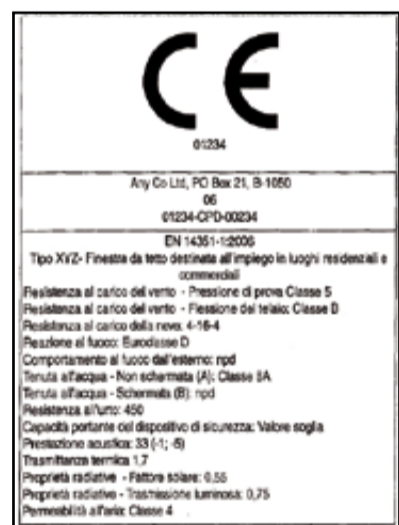 CE
01234
Any Co Ltd, PO Box 21, B-1050
06
01234-CPD-00234
EN 14351-1:2006
Tipo XYZ- Finestra da tetto destinata all'impiego in luoghi residenziali e
commerciali
Resistenza al carico del vento - Pressione di prova Classe 5
Resistenza al carico del vento - Flessione del telaio: Classe B
Resistenza al carico della neve: 4-16-4
Reazione al fuoco: Euroclasse D
Comportamento al fuoco dall'esterno: npd
Tenuta all'acqua - Non schermata (A): Classe 8A
Tenuta all'acqua - Schermata (B): npd
Resistenza all'urto: 450
Capacità portante del dispositivo di sicurezza: Valore soglia
Prestazione acustica: 33 (-1; -5)
Trasmittanza termica 1,7
Proprietà radiative - Fattore solare: 0,55
Proprietà radiative - Trasmissione luminosa: 0,75
Permeabilità all'aria: Classe 4